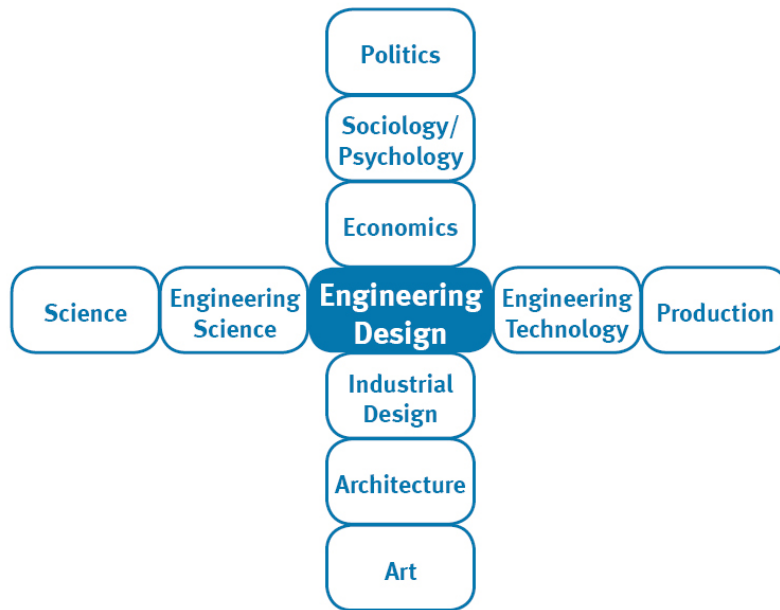 Politics
Sociology/
Psychology
Economics
Science
Engineering
Science
Engineering
Design
Engineering
Technology
Production
Industrial
Design
Architecture
Art